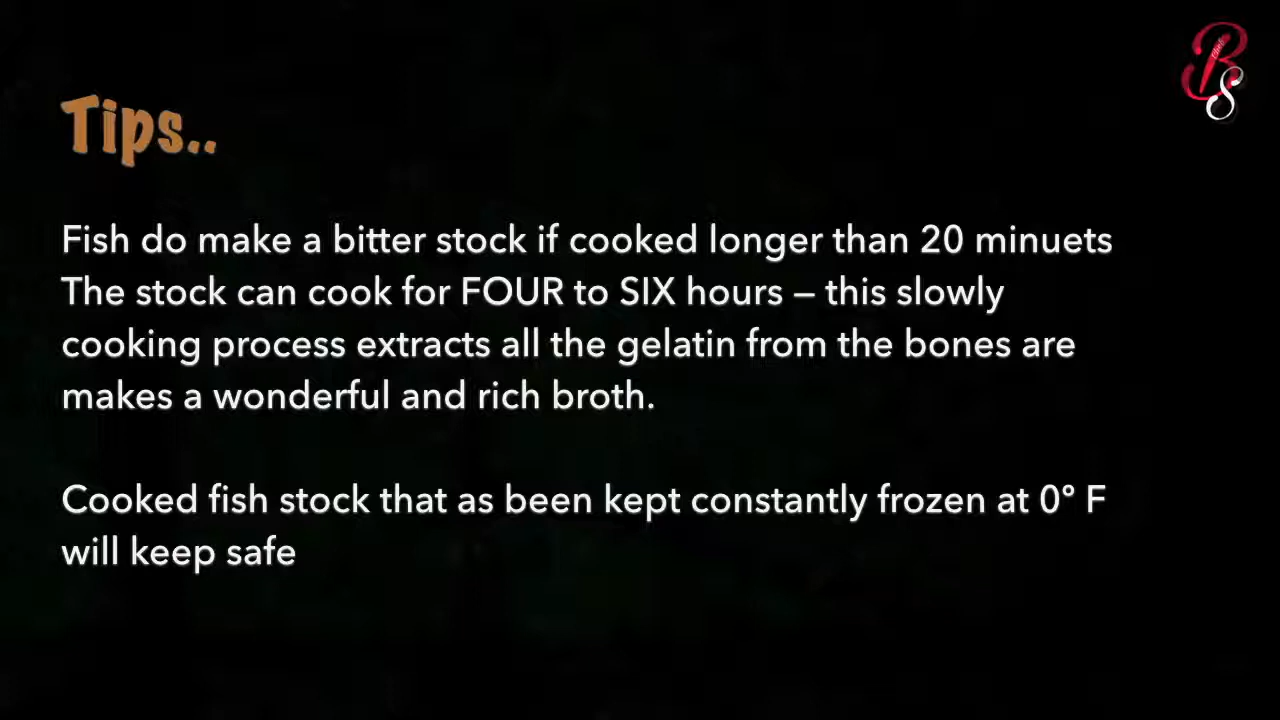 Tips..
Fish do make a bitter stock if cooked longer than 20 minuets
The stock can cook for FOUR to SIX hours – this slowly
cooking process extracts all the gelatin from the bones are
makes a wonderful and rich broth.
Cooked fish stock that as been kept constantly frozen at 0° F
will keep safe